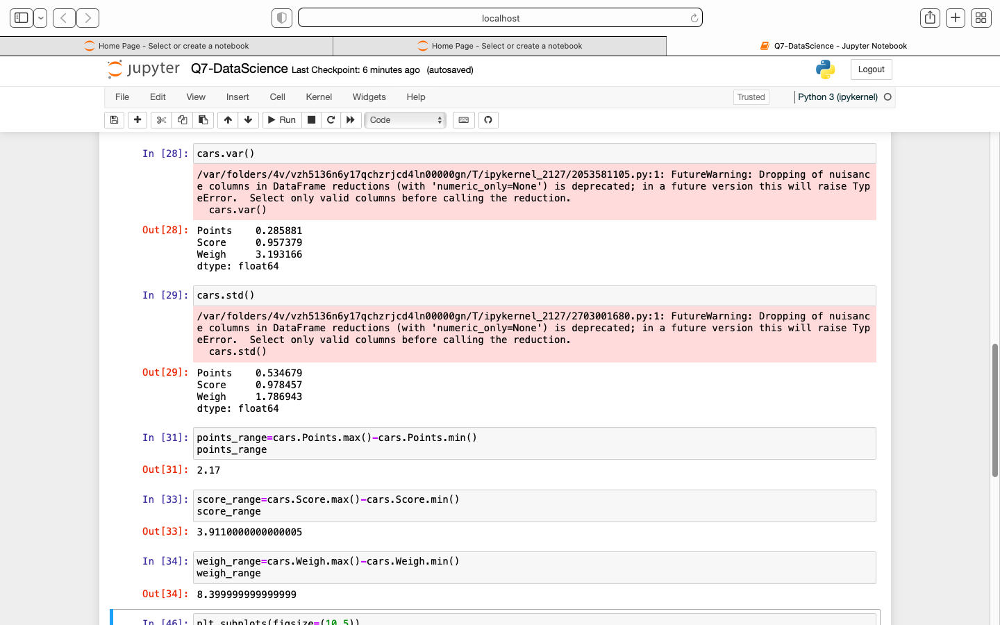 localhost
Home Page - Select or create a notebook
Home Page - Select or create a notebook
Q7-DataScience - Jupyter Notebook
jupyter Q7-DataScience Last Checkpoint: 6 minutes ago (autosaved)
Logout
File Edit View Insert Cell Kernel Widgets Help
Trusted
Python 3 (ipykernel)
Run
Code
In [28]: cars.var()
/var/folders/4v/vzh5136n6y17qchzrjcd4ln00000gn/T/ipykernel_2127/2053581105.py:1: FutureWarning: Dropping of nuisanc
e columns in DataFrame reductions (with 'numeric_only=None') is deprecated; in a future version this will raise Typ
eError.  Select only valid columns before calling the reduction.
  cars.var()
Out[28]: Points    0.285881
Score     0.957379
Weigh     3.193166
dtype: float64
In [29]: cars.std()
/var/folders/4v/vzh5136n6y17qchzrjcd4ln00000gn/T/ipykernel_2127/2703001680.py:1: FutureWarning: Dropping of nuisanc
e columns in DataFrame reductions (with 'numeric_only=None') is deprecated; in a future version this will raise Typ
eError.  Select only valid columns before calling the reduction.
  cars.std()
Out[29]: Points    0.534679
Score     0.978457
Weigh     1.786943
dtype: float64
In [31]: points_range=cars.Points.max()-cars.Points.min()
points_range
Out[31]: 2.17
In [33]: score_range=cars.Score.max()-cars.Score.min()
score_range
Out[33]: 3.9110000000000005
In [34]: weigh_range=cars.Weigh.max()-cars.Weigh.min()
weigh_range
Out[34]: 8.399999999999999
In [46]: plt.subplots(figsize=(10,5))